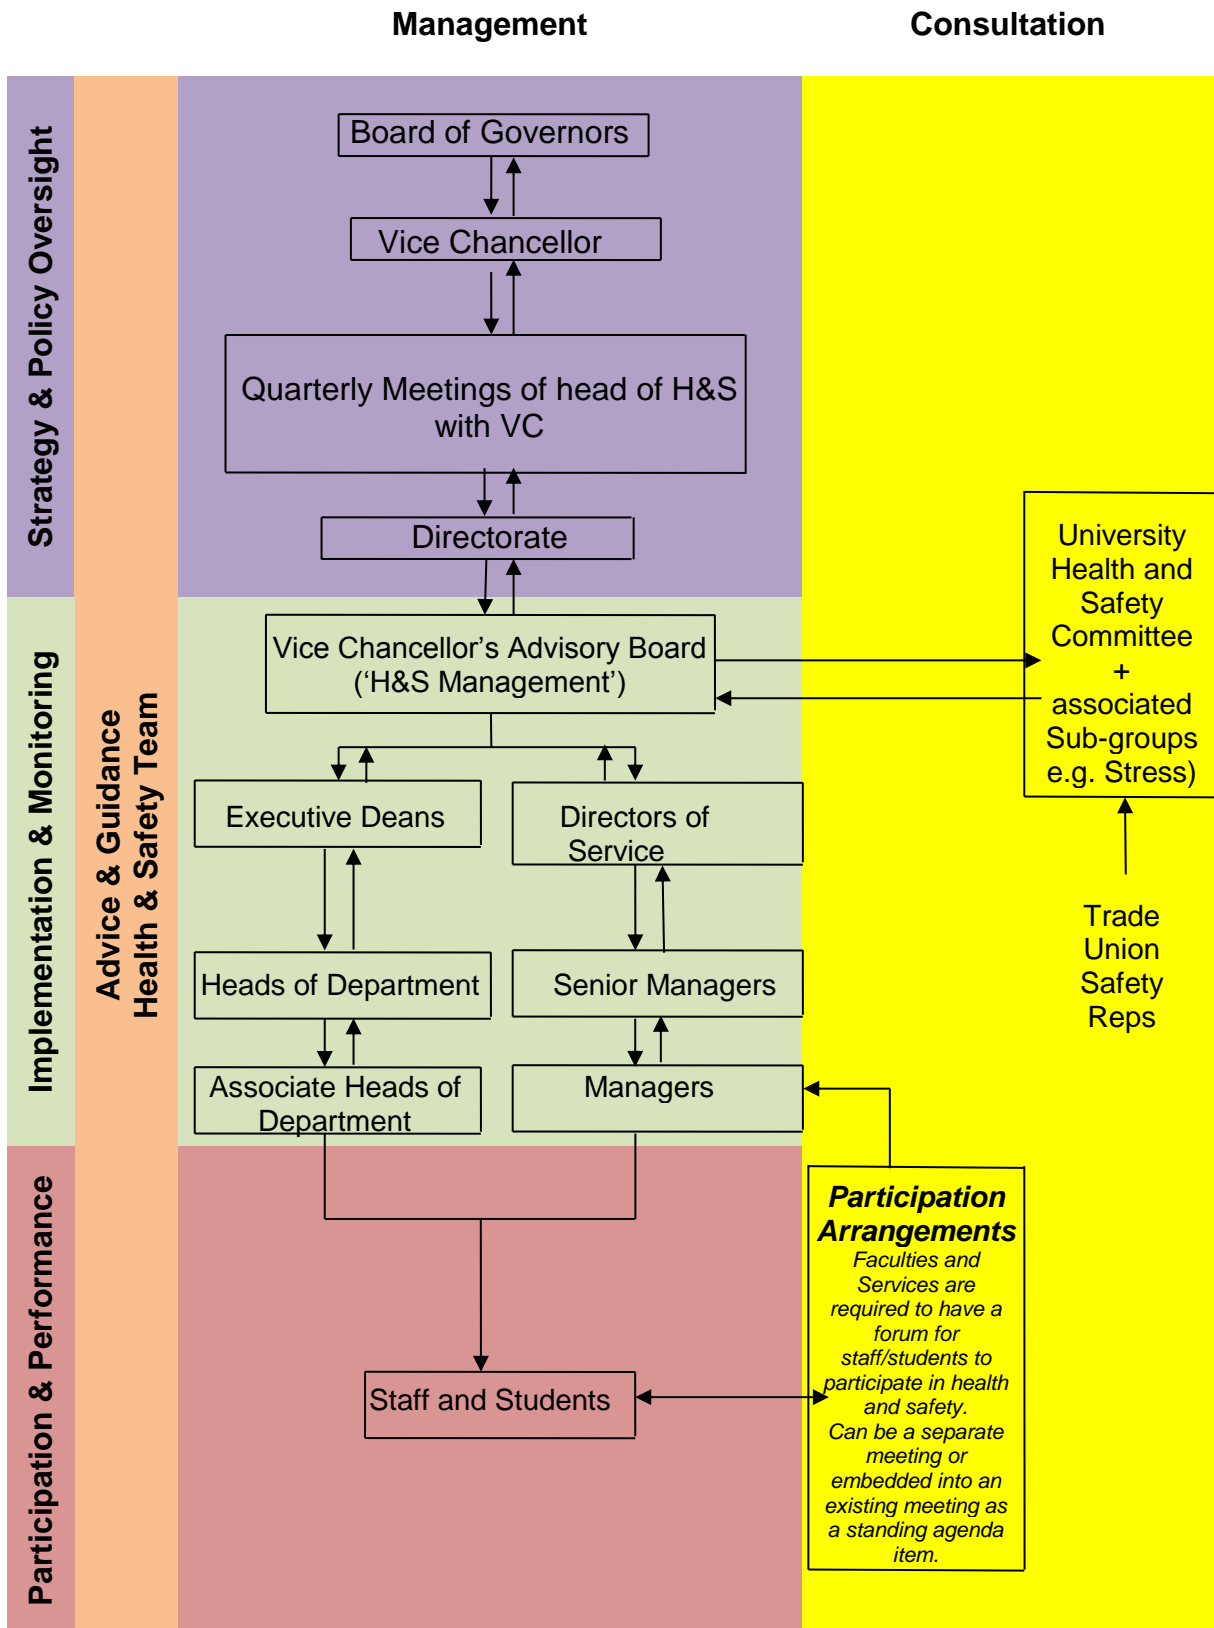 Management
Consultation
Strategy & Policy Oversight
Implementation & Monitoring
Participation & Performance
Advice & Guidance
Health & Safety Team
Board of Governors
Vice Chancellor
Quarterly Meetings of head of H&S
with VC
Directorate
Vice Chancellor’s Advisory Board
(‘H&S Management’)
Executive Deans
Directors of
Service
Heads of Department
Senior Managers
Associate Heads of
Department
Managers
Staff and Students
University
Health and
Safety
Committee
+
associated
Sub-groups
e.g. Stress)
Trade
Union
Safety
Reps
Participation
Arrangements
Faculties and
Services are
required to have a
forum for
staff/students to
participate in health
and safety.
Can be a separate
meeting or
embedded into an
existing meeting as
a standing agenda
item.